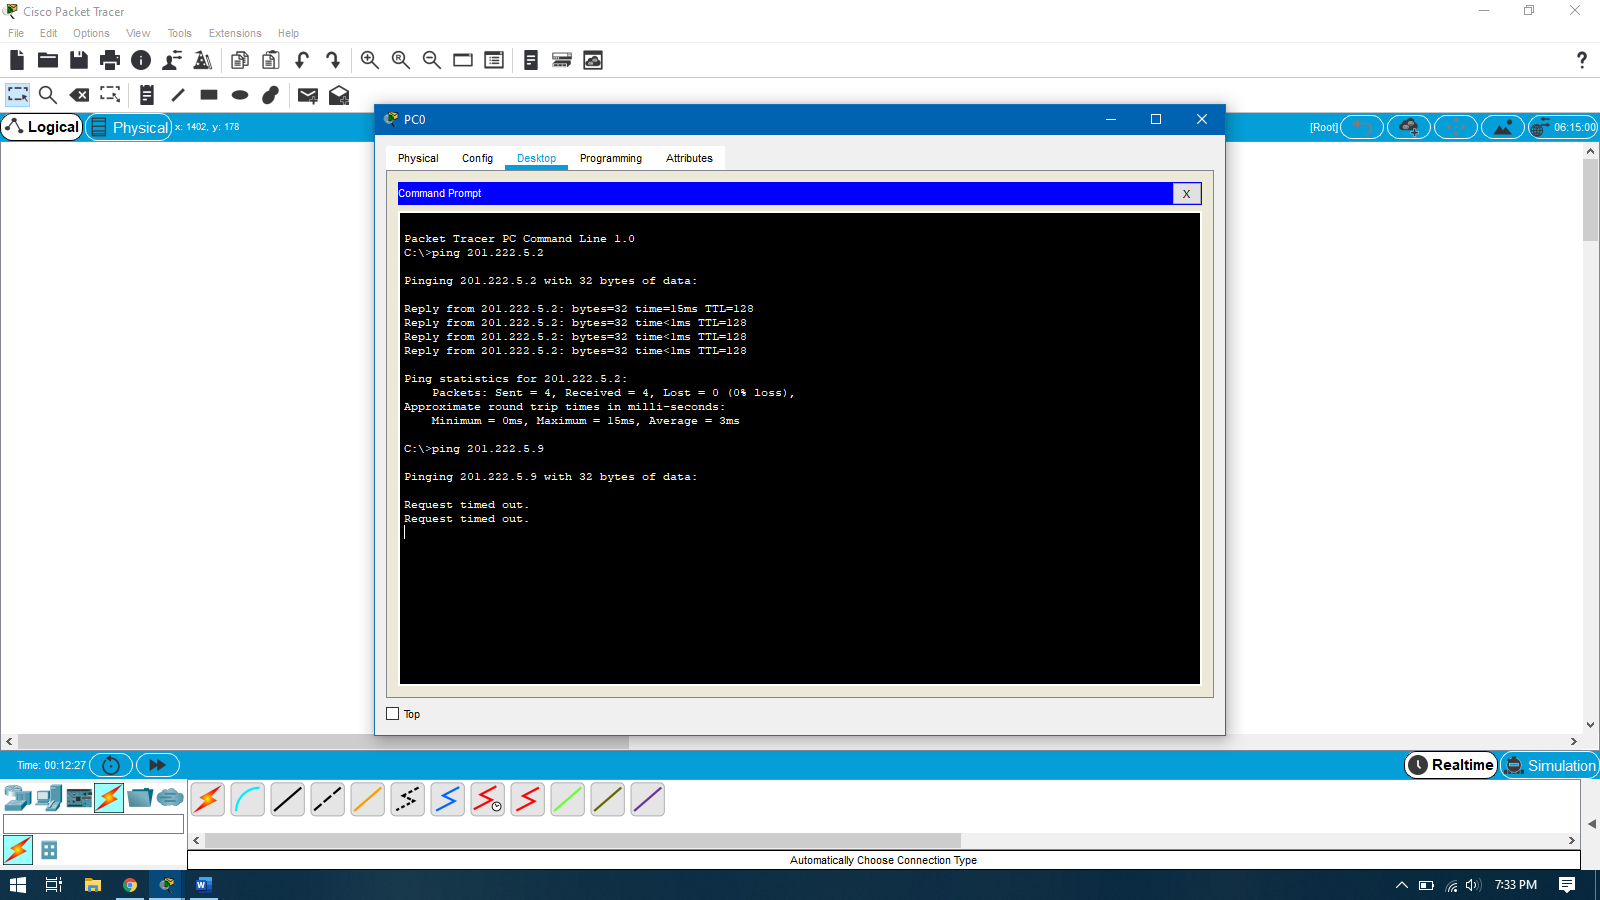 Cisco Packet Tracer
File Edit Options View Tools Extensions Help
Logical Physical x: 1402, y: 178
[Root] 06:15:00
PC0
Physical Config Desktop Programming Attributes
Command Prompt X
Packet Tracer PC Command Line 1.0
C:\>ping 201.222.5.2
Pinging 201.222.5.2 with 32 bytes of data:
Reply from 201.222.5.2: bytes=32 time=15ms TTL=128
Reply from 201.222.5.2: bytes=32 time<1ms TTL=128
Reply from 201.222.5.2: bytes=32 time<1ms TTL=128
Reply from 201.222.5.2: bytes=32 time<1ms TTL=128
Ping statistics for 201.222.5.2:
Packets: Sent = 4, Received = 4, Lost = 0 (0% loss),
Approximate round trip times in milli-seconds:
Minimum = 0ms, Maximum = 15ms, Average = 3ms
C:\>ping 201.222.5.9
Pinging 201.222.5.9 with 32 bytes of data:
Request timed out.
Request timed out.
Top
Time: 00:12:27
Realtime Simulation
Automatically Choose Connection Type
7:33 PM